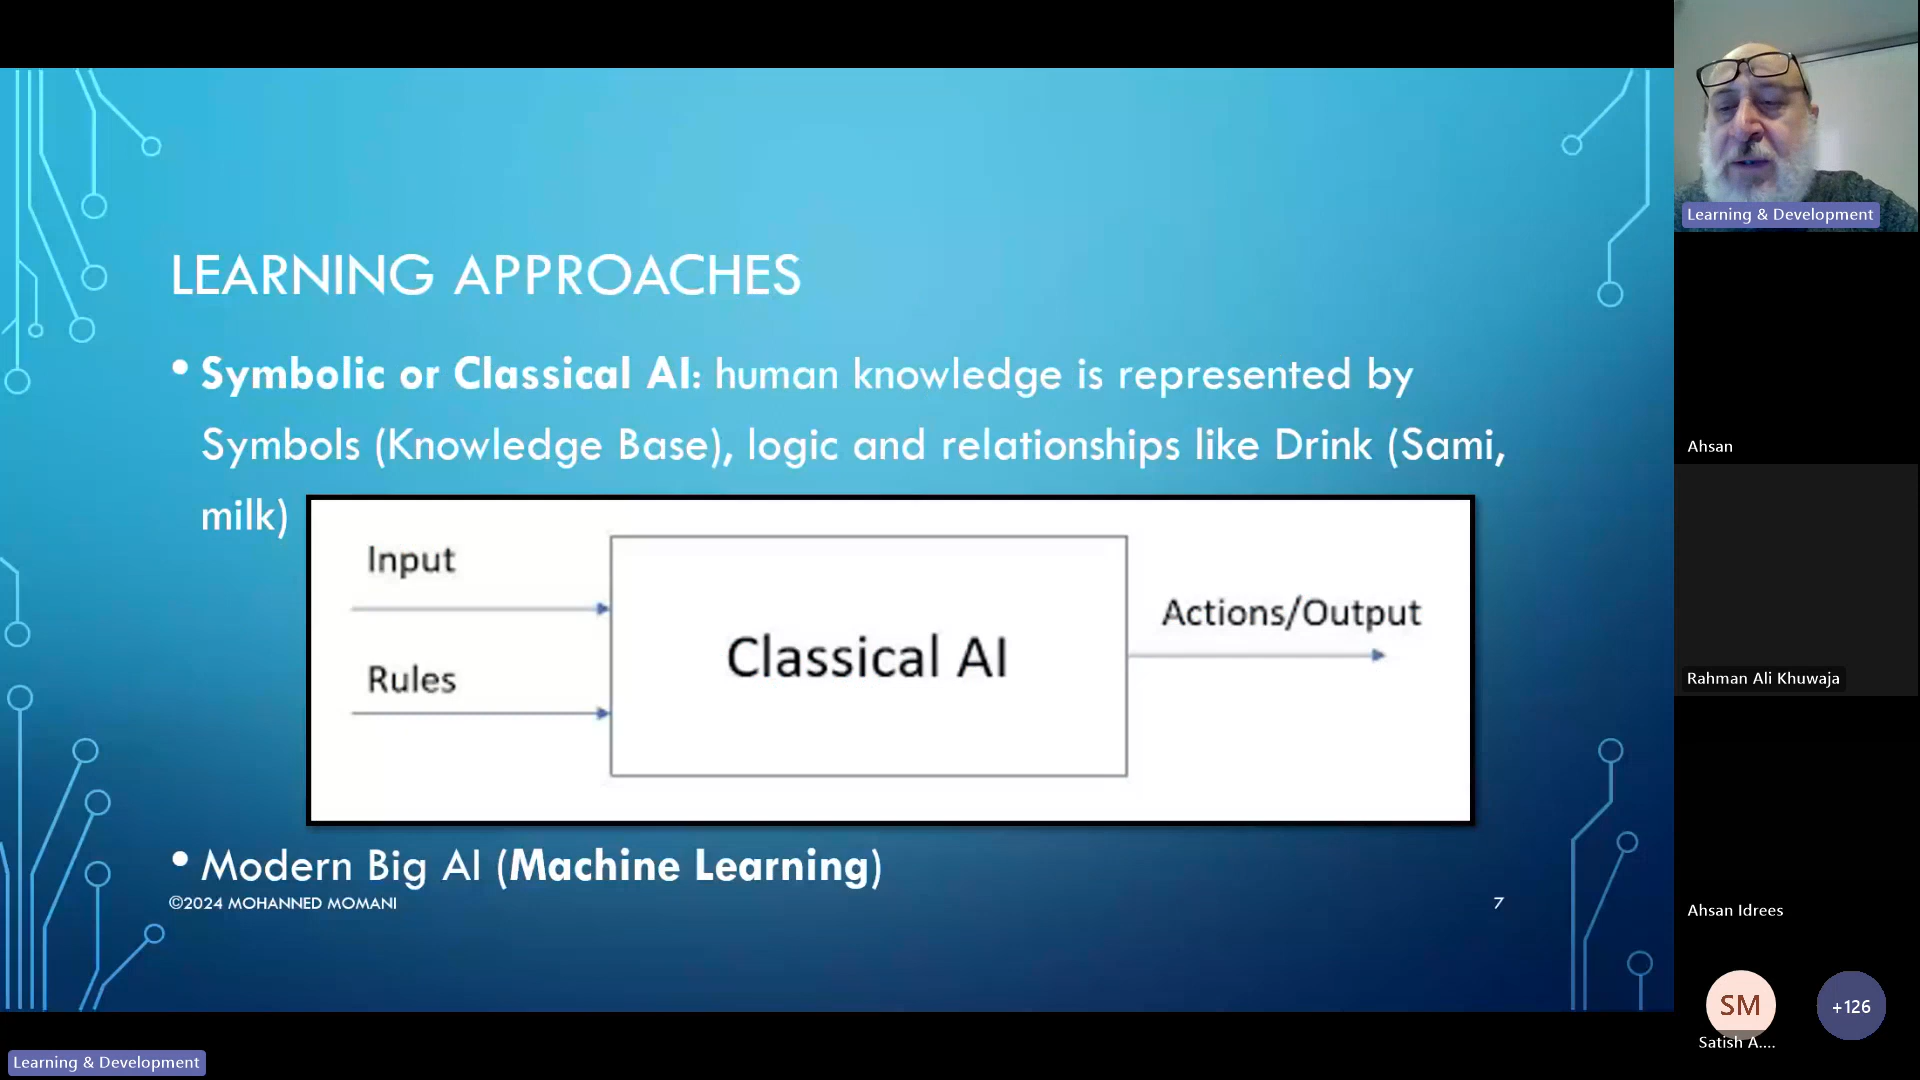 LEARNING APPROACHES
• Symbolic or Classical AI: human knowledge is represented by
Symbols (Knowledge Base), logic and relationships like Drink (Sami,
milk)
Input
Rules
Classical AI
Actions/Output
• Modern Big AI (Machine Learning)
©2024 MOHANNED MOMANI
7
Learning & Development
Learning & Development
Ahsan
Rahman Ali Khuwaja
Ahsan Idrees
SM
Satish A....
+126